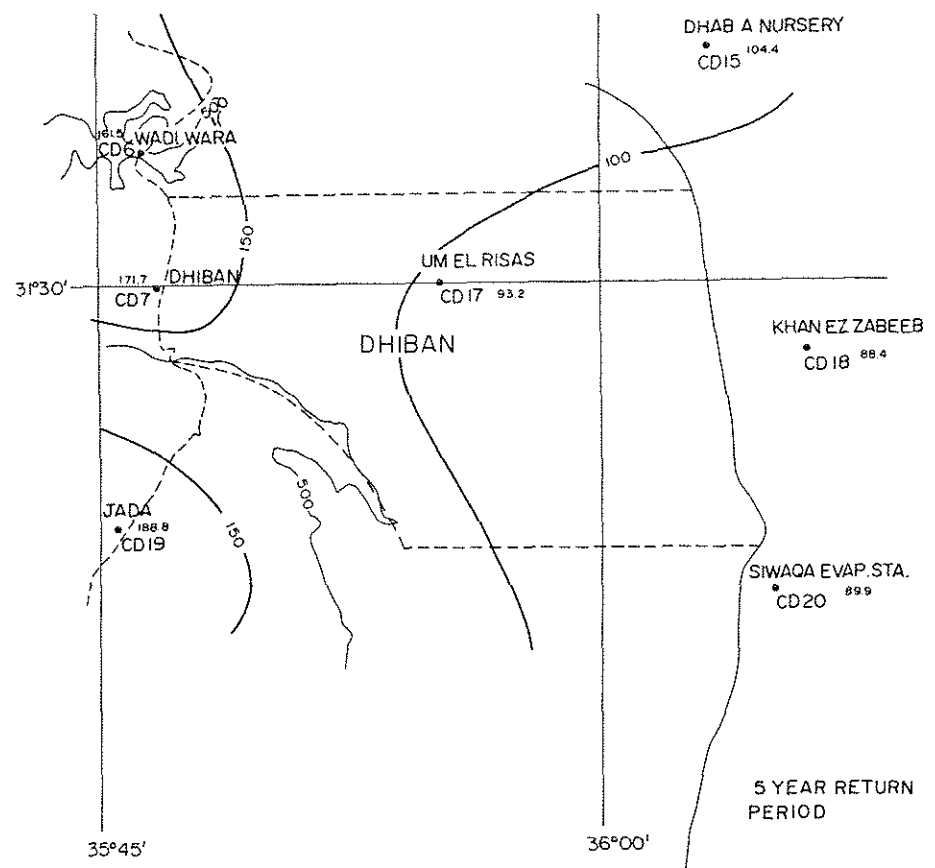 DHAB A NURSERY
CD15 104.4
500
161.5
WADI WARA
CD6
100
150
UM EL RISAS
171.7 DHIBAN
31°30'
CD7
CD17 93.2
KHAN EZ ZABEEB
DHIBAN
CD18 88.4
500
JADA
188.8
CD19
150
SIWAQA EVAP. STA.
CD20 89.9
5 YEAR RETURN
PERIOD
35°45'
36°00'